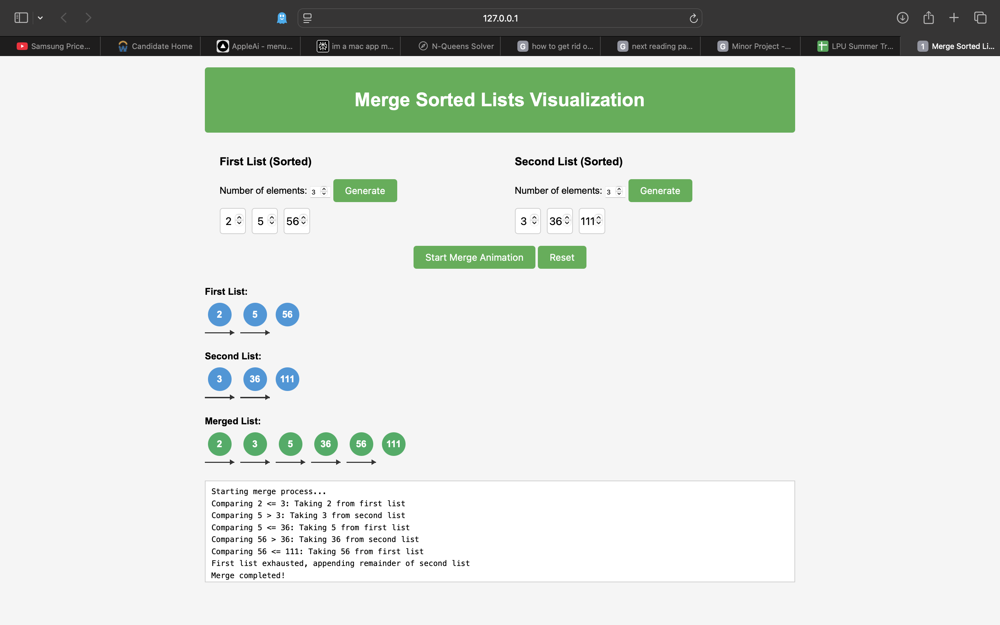 127.0.0.1
Samsung Price... Candidate Home AppleAi - menu... im a mac app m... N-Queens Solver G how to get rid o... G next reading pa... G Minor Project -... LPU Summer Tr... 1 Merge Sorted Li...
Merge Sorted Lists Visualization
First List (Sorted) Second List (Sorted)
Number of elements: 3 Generate Number of elements: 3 Generate
2 5 56 3 36 111
Start Merge Animation Reset
First List:
2 5 56
Second List:
3 36 111
Merged List:
2 3 5 36 56 111
Starting merge process...
Comparing 2 <= 3: Taking 2 from first list
Comparing 5 > 3: Taking 3 from second list
Comparing 5 <= 36: Taking 5 from first list
Comparing 56 > 36: Taking 36 from second list
Comparing 56 <= 111: Taking 56 from first list
First list exhausted, appending remainder of second list
Merge completed!